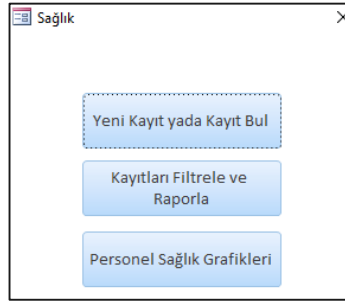 Sağlık
Yeni Kayıt yada Kayıt Bul
Kayıtları Filtrele ve
Raporla
Personel Sağlık Grafikleri